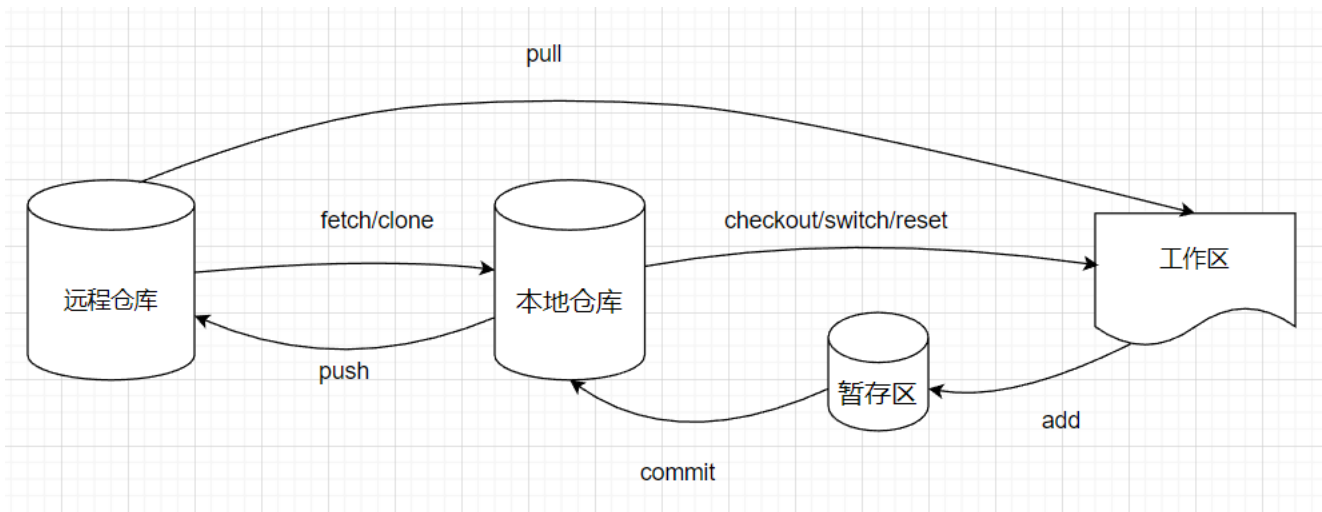 pull
fetch/clone
checkout/switch/reset
工作区
远程仓库
本地仓库
push
暂存区
add
commit